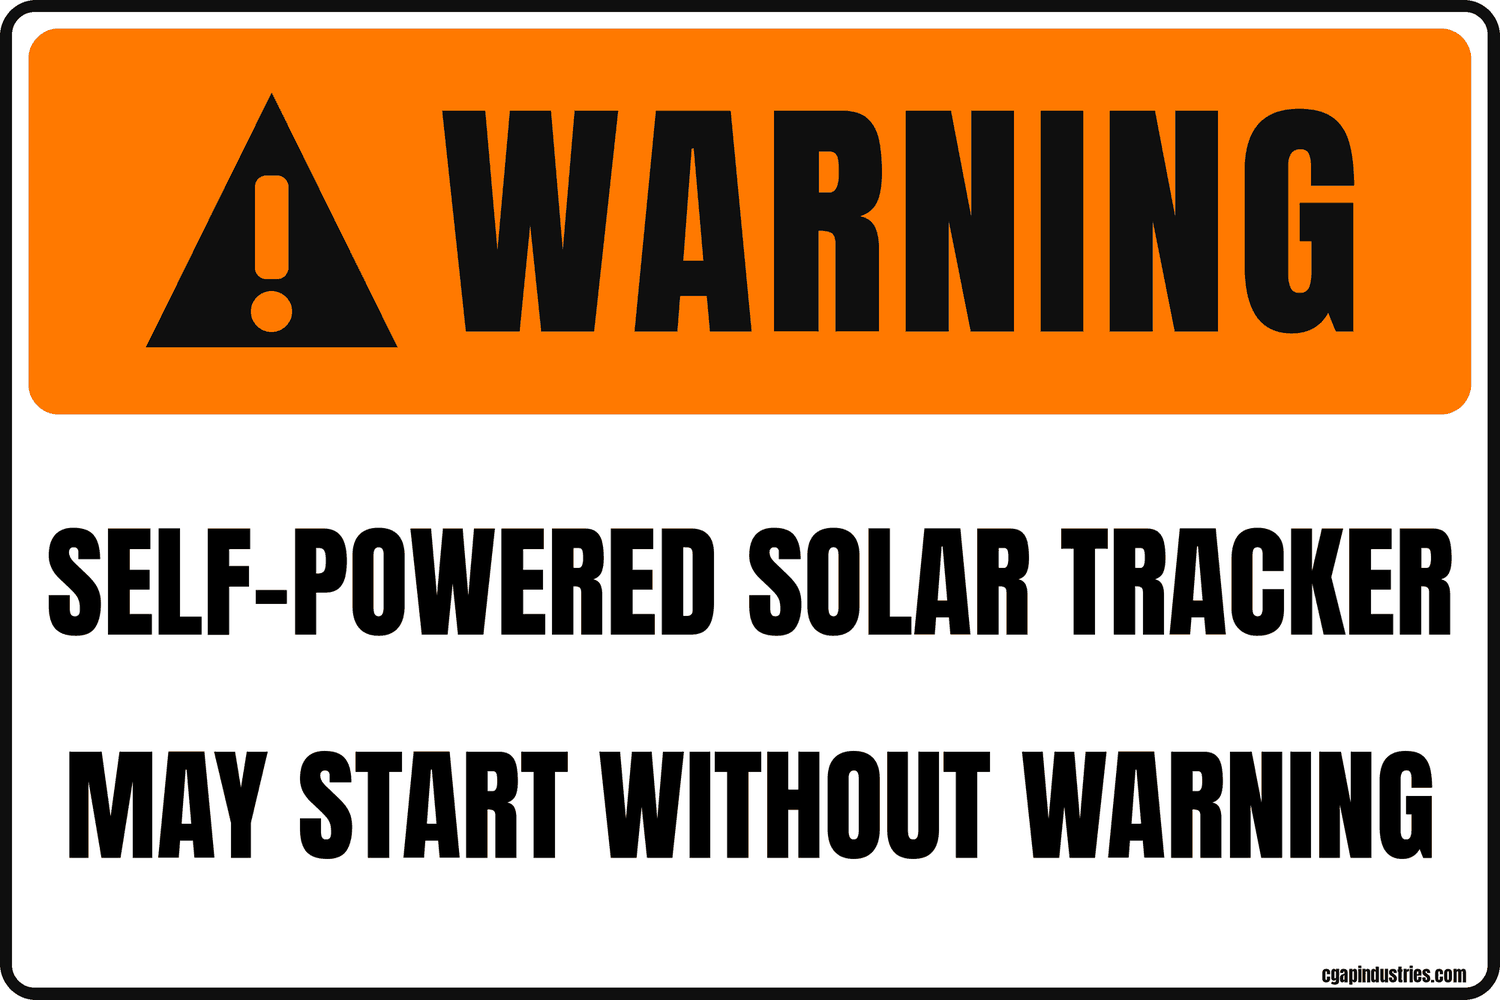 WARNING
SELF-POWERED SOLAR TRACKER
MAY START WITHOUT WARNING
cgapindustries.com